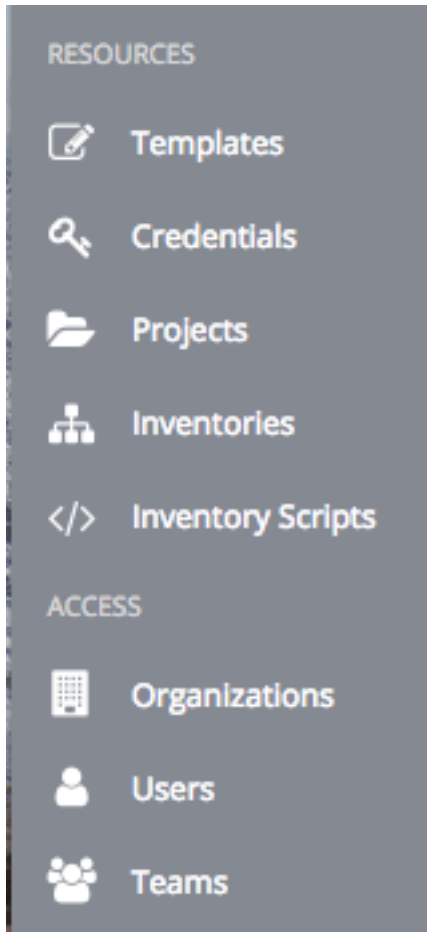 RESOURCES
Templates
Credentials
Projects
Inventories
Inventory Scripts
ACCESS
Organizations
Users
Teams